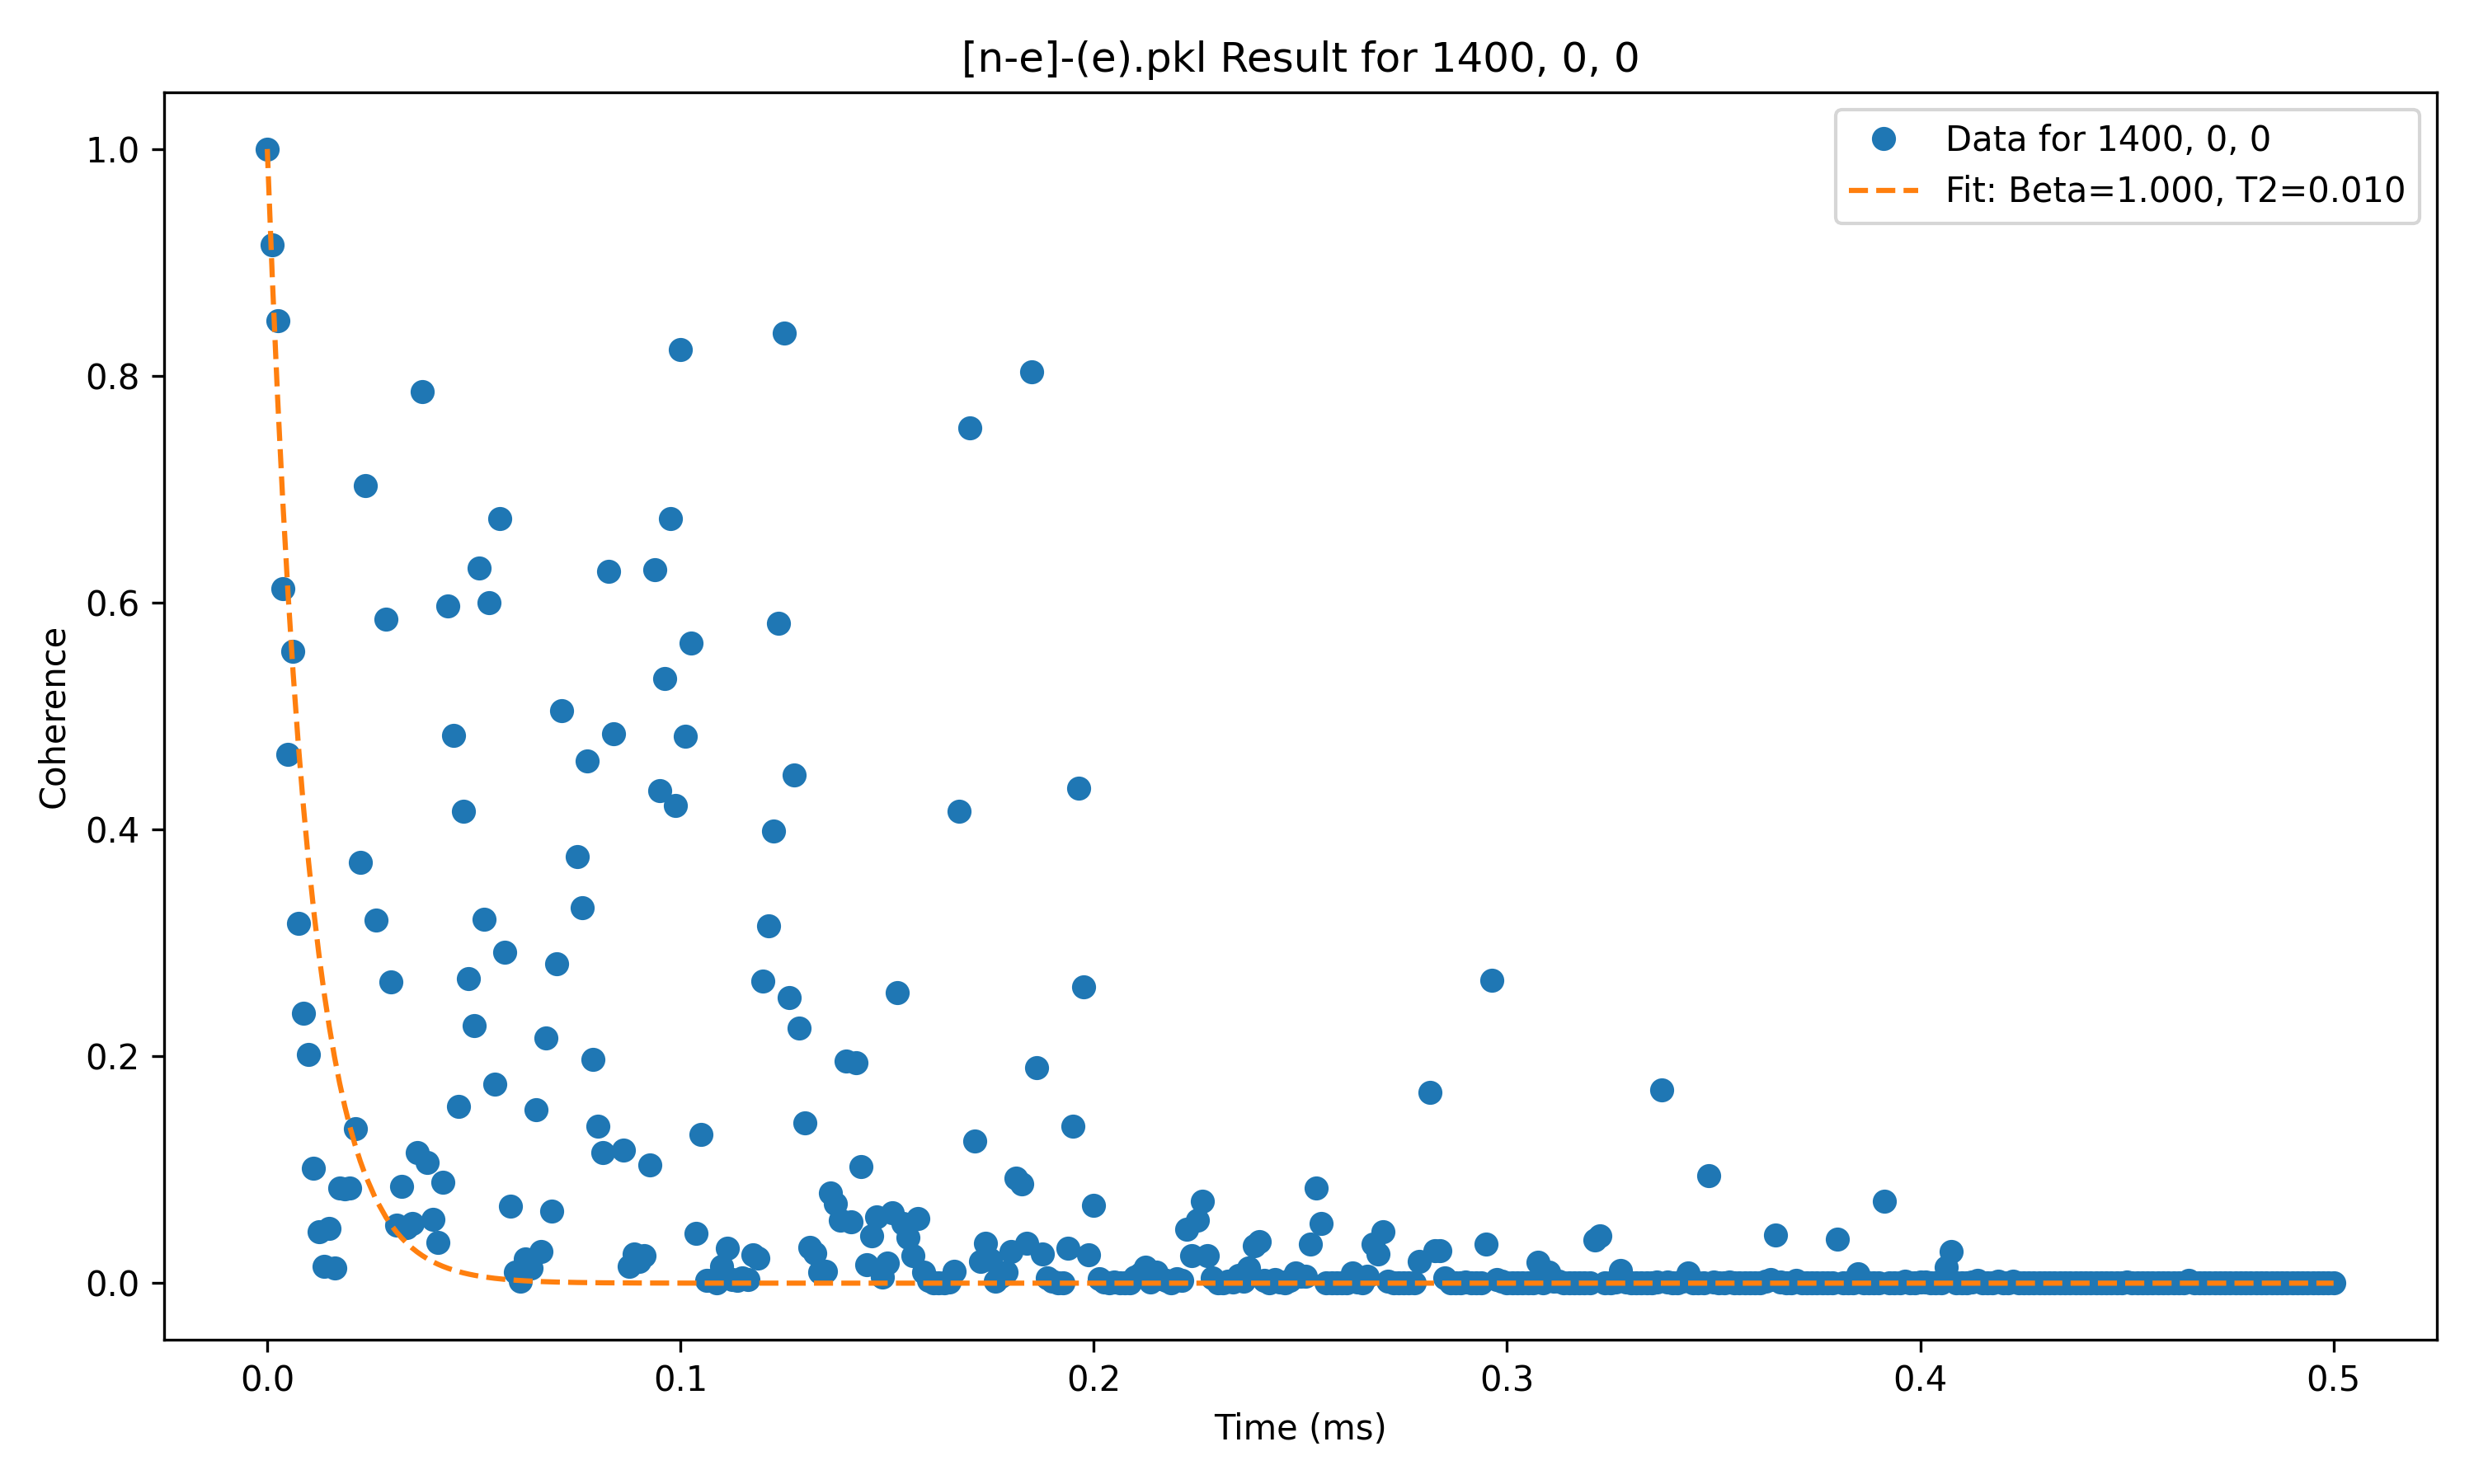 [n-e]-(e).pkl Result for 1400, 0, 0
Data for 1400, 0, 0
Fit: Beta=1.000, T2=0.010
Coherence
1.0
0.8
0.6
0.4
0.2
0.0
0.0 0.1 0.2 0.3 0.4 0.5
Time (ms)